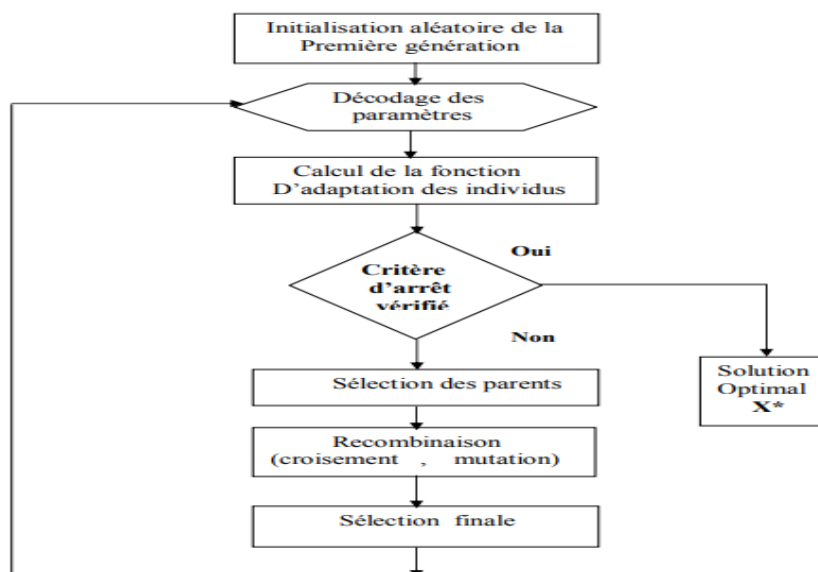 Initialisation aléatoire de la
Première génération
Décodage des
paramètres
Calcul de la fonction
D'adaptation des individus
Oui
Critère
d'arrêt
vérifié
Non
Sélection des parents
Solution
Optimal
X*
Recombinaison
(croisement , mutation)
Sélection finale